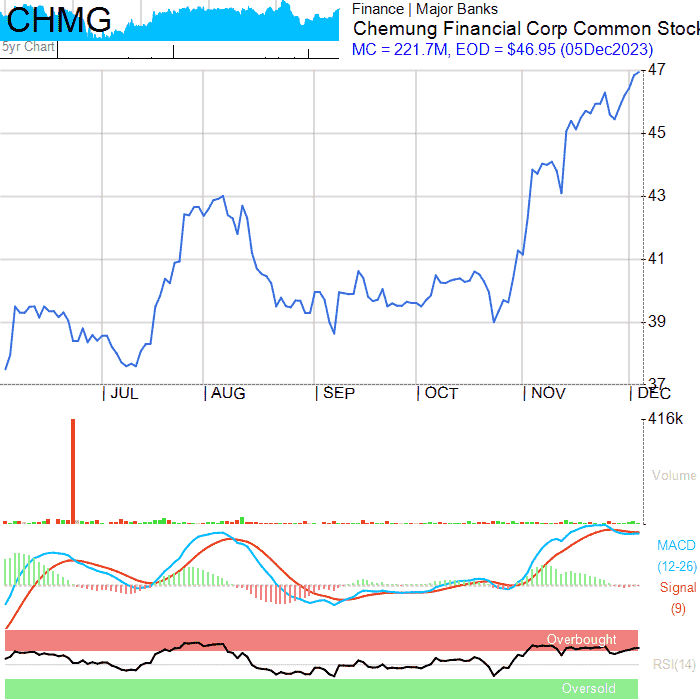 CHMG
5yr Chart
Finance | Major Banks
Chemung Financial Corp Common Stock
MC = 221.7M, EOD = $46.95 (05Dec2023)
47
45
43
41
39
37
JUL
AUG
SEP
OCT
NOV
DEC
416k
Volume
MACD
(12-26)
Signal
(9)
Overbought
RSI(14)
Oversold